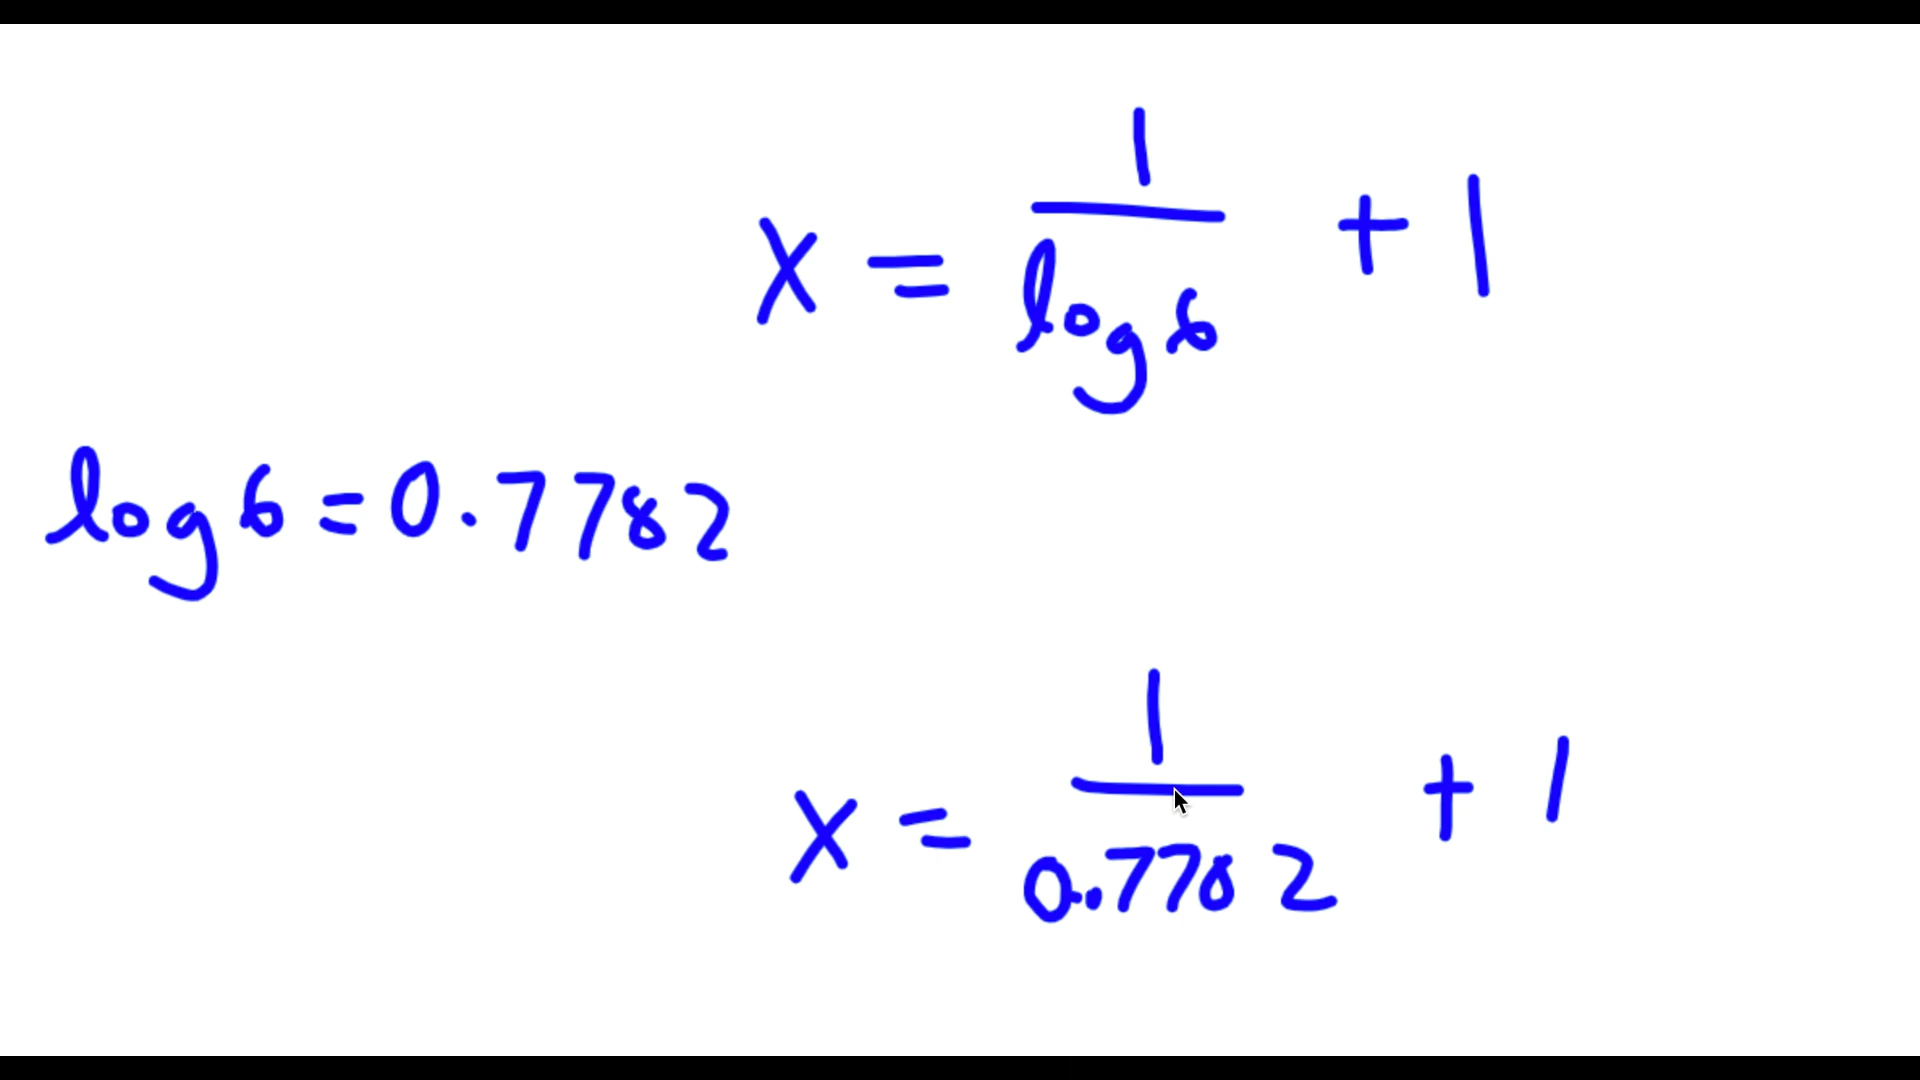 x = 1/log 6 + 1
log 6 = 0.7782
x = 1/0.7782 + 1